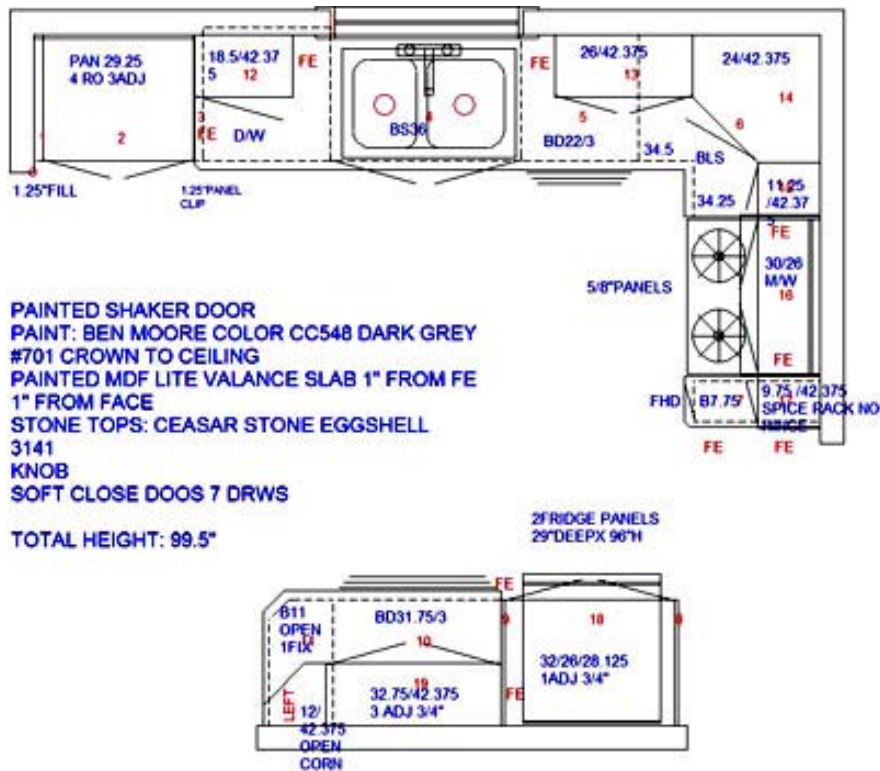 PAN 29.25
4 RO 3ADJ
1
2
1.25"FILL
18.5/42.37
5
12
FE
3
FE
D/W
1.25"PANEL
CLIP
4
BS36
FE
26/42.375
13
5
BD22/3
34.5
24/42.375
14
6
BLS
34.25
11.25
/42.37
5
FE
30/26
M/W
16
FE
5/8"PANELS
FHD
B7.75
7
9.75 /42.375
SPICE RACK NO
FE
FE
PAINTED SHAKER DOOR
PAINT: BEN MOORE COLOR CC548 DARK GREY
#701 CROWN TO CEILING
PAINTED MDF LITE VALANCE SLAB 1" FROM FE
1" FROM FACE
STONE TOPS: CEASAR STONE EGGSHELL
3141
KNOB
SOFT CLOSE DOOS 7 DRWS
TOTAL HEIGHT: 99.5"
2FRIDGE PANELS
29"DEEPX 96"H
FE
B11
OPEN
1FIX
11
BD31.75/3
10
9
18
8
32/26/28.125
1ADJ 3/4"
19
32.75/42.375
3 ADJ 3/4"
FE
LEFT
12/
42.375
OPEN
CORN